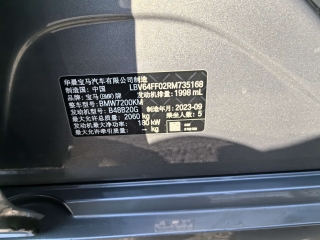 华晨宝马汽车有限公司制造
制造国：中国 LBV64FF02RM735168
品牌：宝马(BMW)牌 发动机排量：1998 mL
整车型号：BMW7200KM
发动机型号：B48B20G 制造年月：2023-09
最大允许总质量：2060 kg 乘坐人数：5
发动机最大净功率：180 kW
最大允许牵引质量： kg